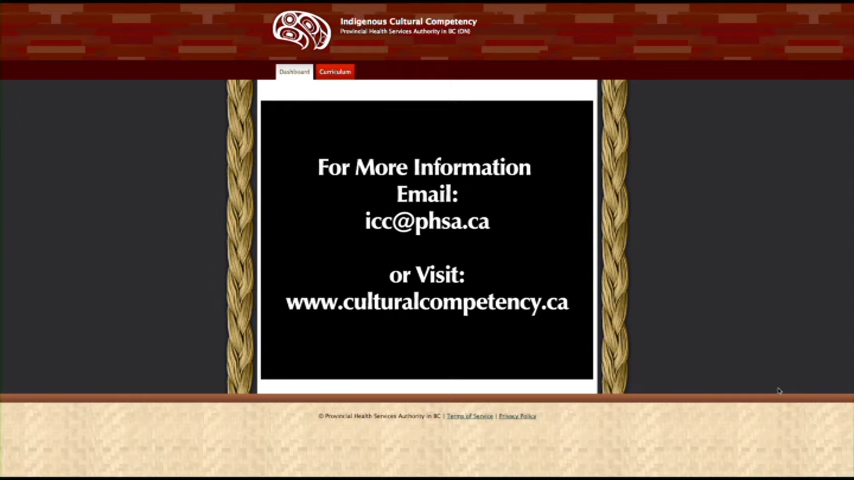 Indigenous Cultural Competency
Provincial Health Services Authority in BC (ON)
Dashboard
Curriculum
For More Information
Email:
icc@phsa.ca
or Visit:
www.culturalcompetency.ca
© Provincial Health Services Authority in BC | Terms of Service | Privacy Policy